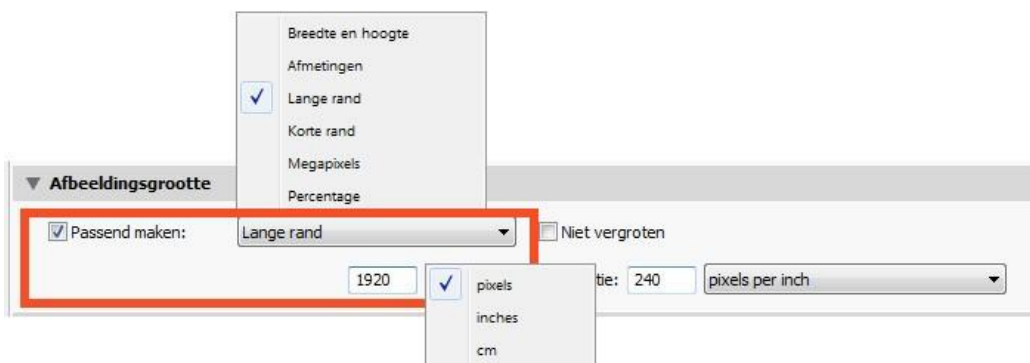 Breedte en hoogte
Afmetingen
Lange rand
Korte rand
Megapixels
Percentage
Afbeeldingsgrootte
Passend maken: Lange rand Niet vergroten
1920 tie: 240 pixels per inch
pixels
inches
cm